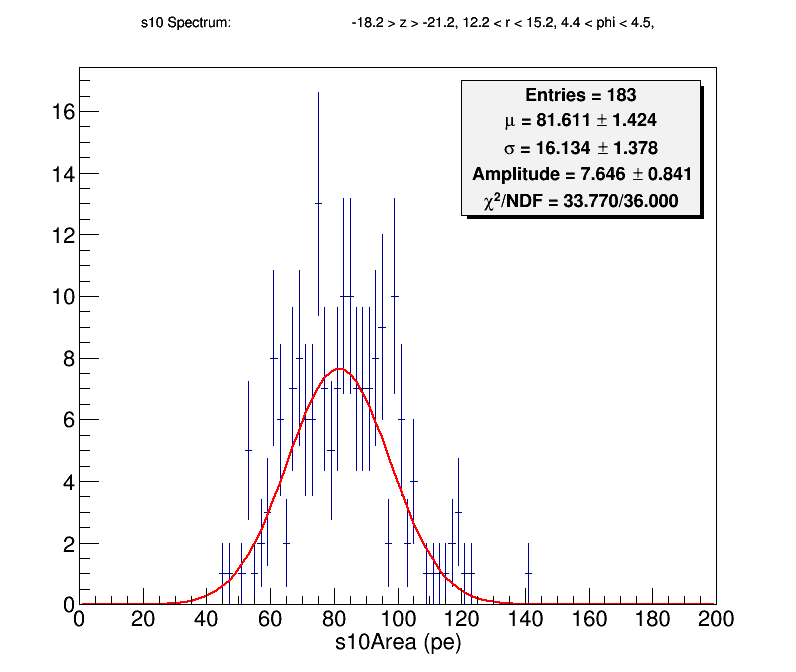 s10 Spectrum: -18.2 > z > -21.2, 12.2 < r < 15.2, 4.4 < phi < 4.5,
Entries = 183
μ = 81.611 ± 1.424
σ = 16.134 ± 1.378
Amplitude = 7.646 ± 0.841
χ²/NDF = 33.770/36.000
16
14
12
10
8
6
4
2
0
0 20 40 60 80 100 120 140 160 180 200
s10Area (pe)